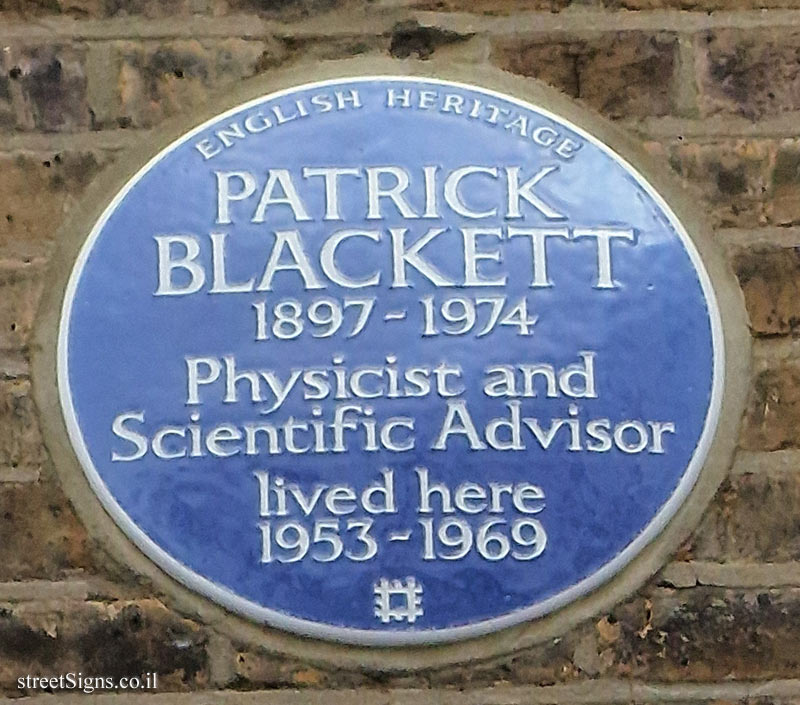 ENGLISH HERITAGE
PATRICK
BLACKETT
1897-1974
Physicist and
Scientific Advisor
lived here
1953-1969
streetSigns.co.il